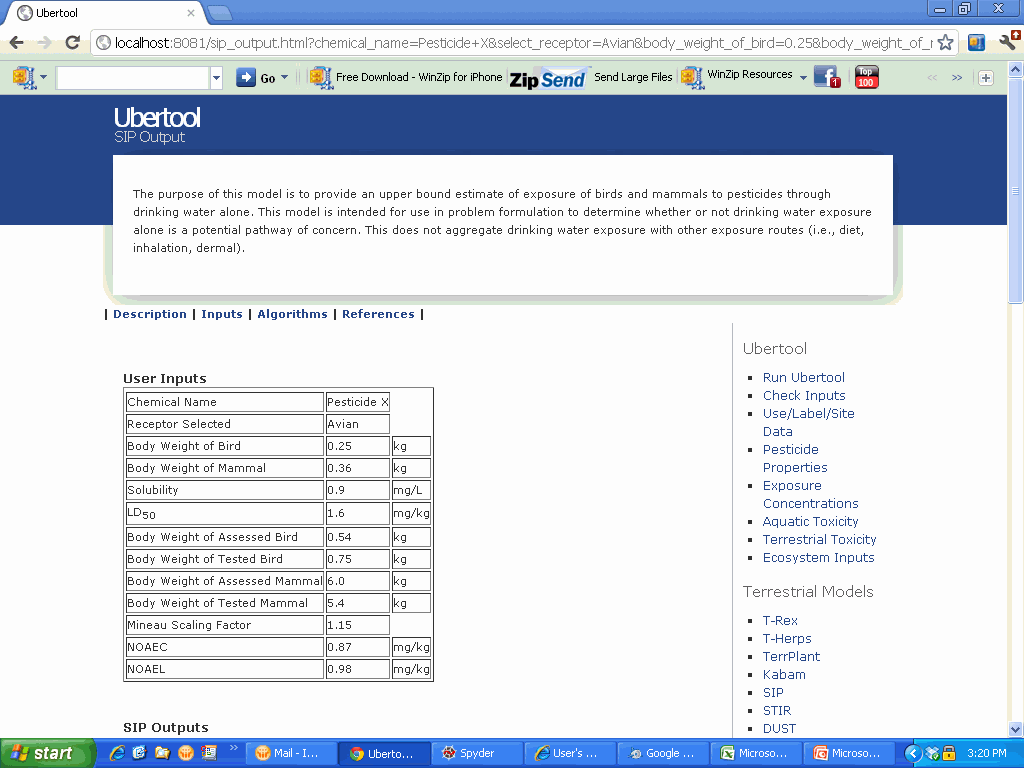 Ubertool
localhost:8081/sip_output.html?chemical_name=Pesticide+X&select_receptor=Avian&body_weight_of_bird=0.25&body_weight_of_r
Go
Free Download - WinZip for iPhone
ZipSend
Send Large Files
WinZip Resources
1
Top 100
Ubertool
SIP Output
The purpose of this model is to provide an upper bound estimate of exposure of birds and mammals to pesticides through
drinking water alone. This model is intended for use in problem formulation to determine whether or not drinking water exposure
alone is a potential pathway of concern. This does not aggregate drinking water exposure with other exposure routes (i.e., diet,
inhalation, dermal).
| Description | Inputs | Algorithms | References |
User Inputs
Chemical Name Pesticide X
Receptor Selected Avian
Body Weight of Bird 0.25 kg
Body Weight of Mammal 0.36 kg
Solubility 0.9 mg/L
LD50 1.6 mg/kg
Body Weight of Assessed Bird 0.54 kg
Body Weight of Tested Bird 0.75 kg
Body Weight of Assessed Mammal 6.0 kg
Body Weight of Tested Mammal 5.4 kg
Mineau Scaling Factor 1.15
NOAEC 0.87 mg/kg
NOAEL 0.98 mg/kg
SIP Outputs
Ubertool
Run Ubertool
Check Inputs
Use/Label/Site
Data
Pesticide
Properties
Exposure
Concentrations
Aquatic Toxicity
Terrestrial Toxicity
Ecosystem Inputs
Terrestrial Models
T-Rex
T-Herps
TerrPlant
Kabam
SIP
STIR
DUST
start
Mail - I...
Uberto...
Spyder
User's ...
Google ...
Microso...
Microso...
3:20 PM